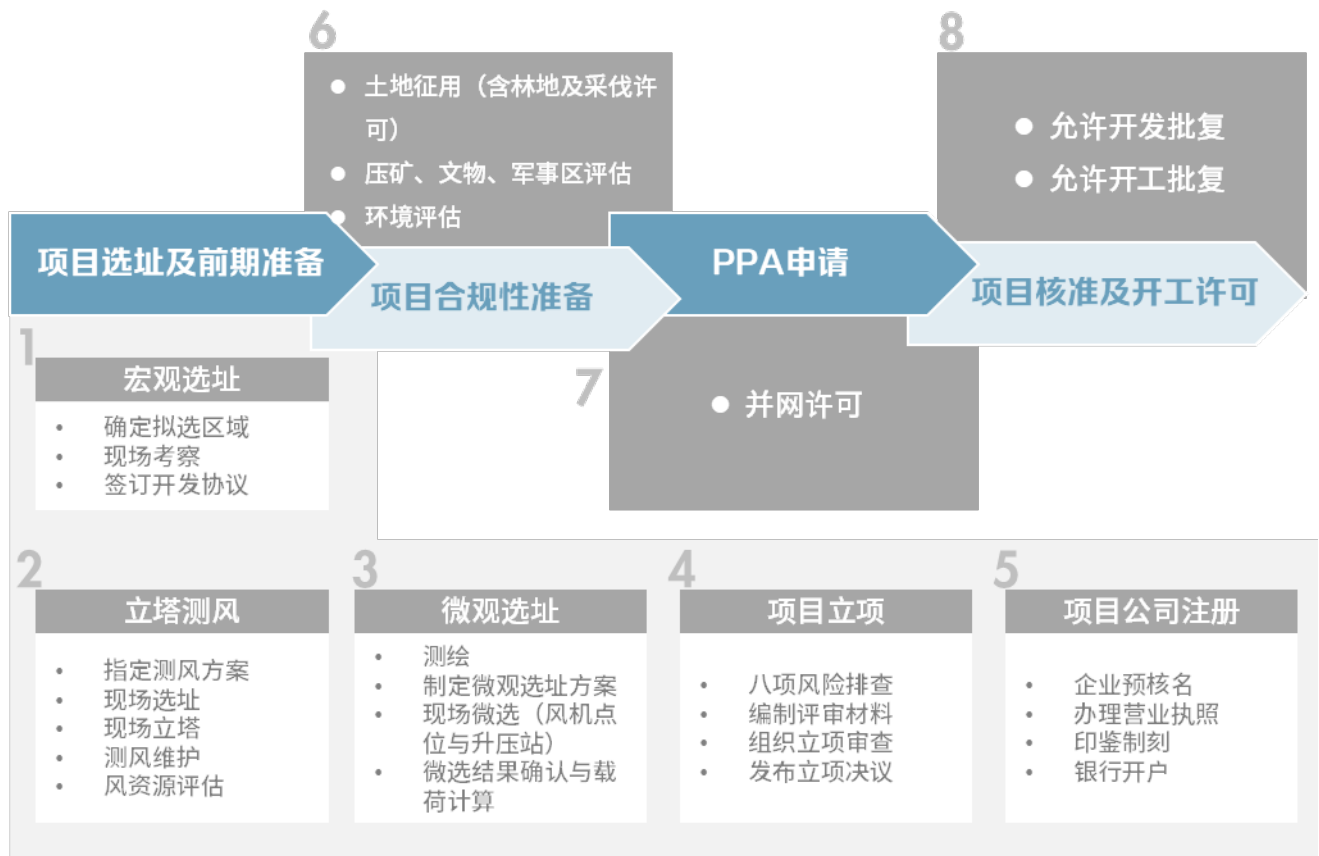 6
土地征用（含林地及采伐许
可）
压矿、文物、军事区评估
环境评估
8
允许开发批复
允许开工批复
项目选址及前期准备
项目合规性准备
PPA申请
项目核准及开工许可
1
宏观选址
确定拟选区域
现场考察
签订开发协议
7
并网许可
2
立塔测风
指定测风方案
现场选址
现场立塔
测风维护
风资源评估
3
微观选址
测绘
制定微观选址方案
现场微选（风机点
位与升压站）
微选结果确认与载
荷计算
4
项目立项
八项风险排查
编制评审材料
组织立项审查
发布立项决议
5
项目公司注册
企业预核名
办理营业执照
印鉴制刻
银行开户